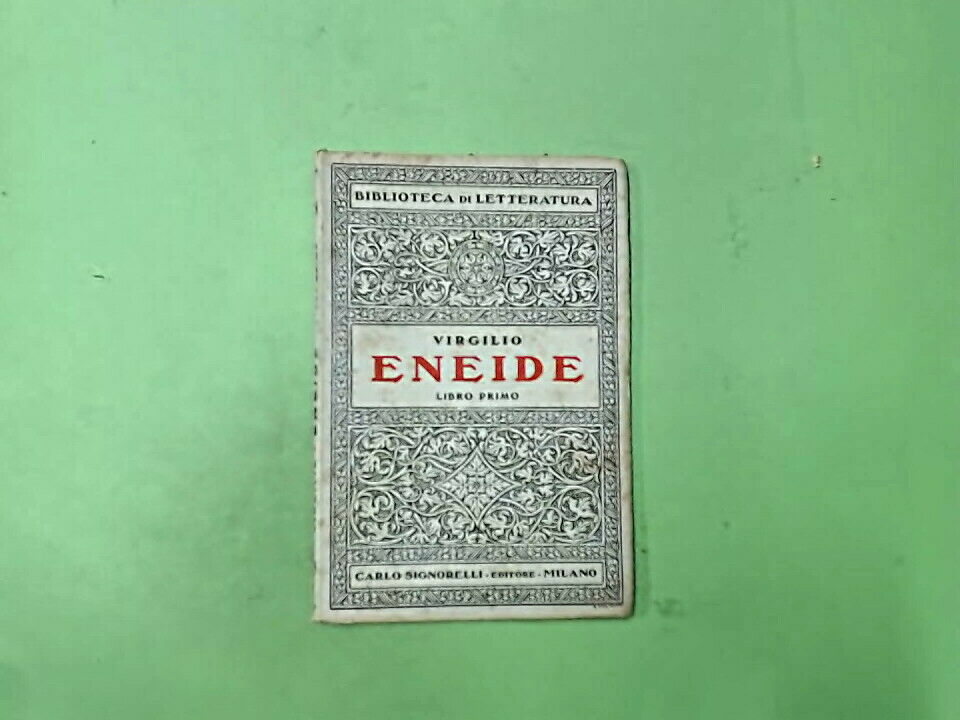 BIBLIOTECA DI LETTERATURA
VIRGILIO
ENEIDE
LIBRO PRIMO
CARLO SIGNORELLI - EDITORE - MILANO